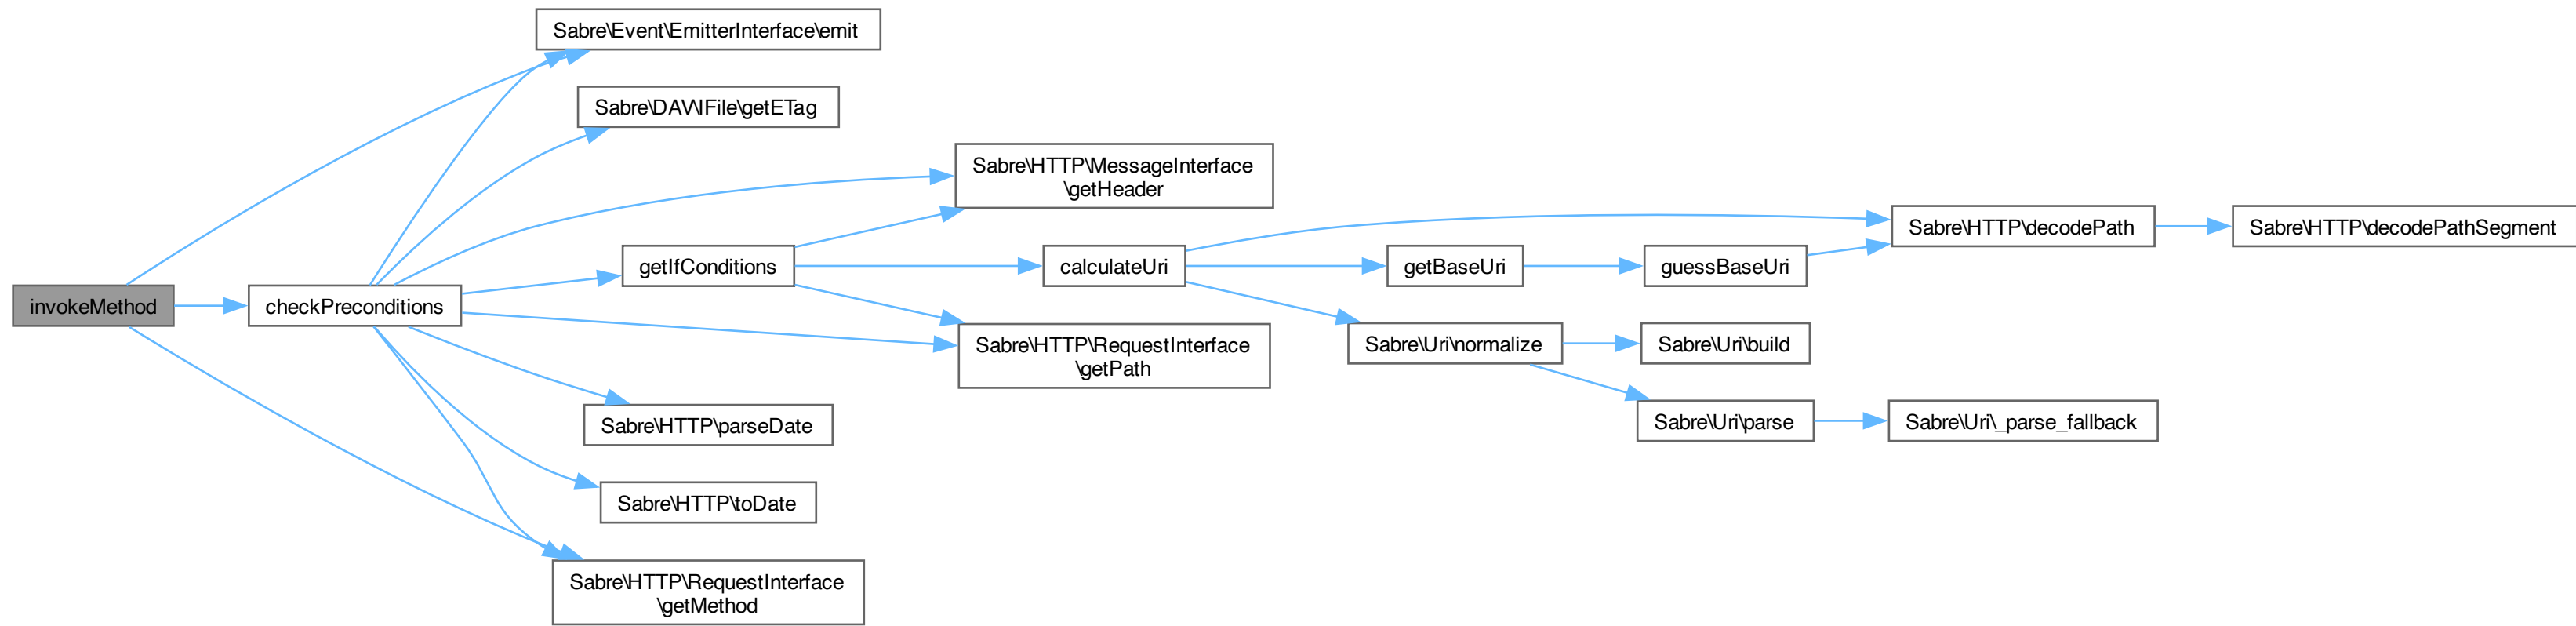 invokeMethod
checkPreconditions
Sabre\Event\EmitterInterface\emit
Sabre\DAV\IFile\getETag
Sabre\HTTP\MessageInterface
\getHeader
getIfConditions
Sabre\HTTP\RequestInterface
\getPath
Sabre\HTTP\parseDate
Sabre\HTTP\toDate
Sabre\HTTP\RequestInterface
\getMethod
calculateUri
Sabre\HTTP\decodePath
Sabre\HTTP\decodePathSegment
getBaseUri
guessBaseUri
Sabre\Uri\normalize
Sabre\Uri\build
Sabre\Uri\parse
Sabre\Uri\_parse_fallback